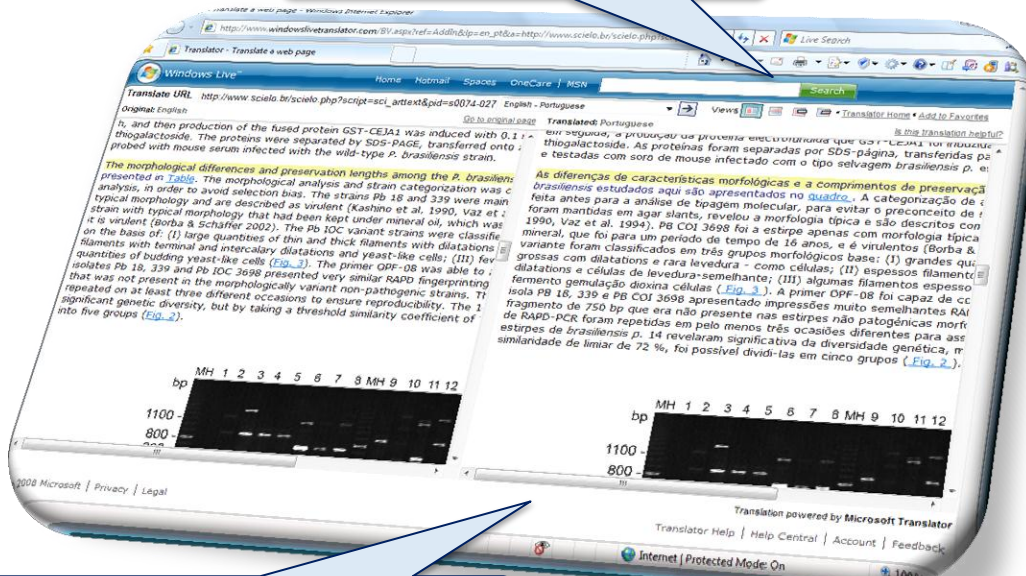 Translate a web page - Windows Internet Explorer
http://www.windowslivetranslator.com/BV.aspx?ref=AddIn&lp=en_pt&a=http://www.scielo.br/scielo.php?
Live Search
Translator - Translate a web page
Windows Live™
Home Hotmail Spaces OneCare | MSN
Search
Translate URL http://www.scielo.br/scielo.php?script=sci_arttext&pid=s0074-027 English - Portuguese
Views
Translator Home • Add to Favorites
Original: English
Go to original page
h, and then production of the fused protein GST-CEJA1 was induced with 0.1
thiogalactoside. The proteins were separated by SDS-PAGE, transferred onto
probed with mouse serum infected with the wild-type P. brasiliensis strain.
The morphological differences and preservation lengths among the P. brasiliens
presented in Table. The morphological analysis and strain categorization was c
analysis, in order to avoid selection bias. The strains Pb 18 and 339 were main
typical morphology and are described as virulent (Kashino et al. 1990, Vaz et
strain with typical morphology that had been kept under mineral oil, which was
it is virulent (Borba & Schaffer 2002). The Pb IOC variant strains were classifie
on the basis of: (I) large quantities of thin and thick filaments with dilatations
filaments with terminal and intercalary dilatations and yeast-like cells; (III) few
quantities of budding yeast-like cells (Fig. 3). The primer OPF-08 was able to
isolates Pb 18, 339 and Pb IOC 3698 presented very similar RAPD fingerprinting
that was not present in the morphologically variant non-pathogenic strains. Th
repeated on at least three different occasions to ensure reproducibility. The 1
significant genetic diversity, but by taking a threshold similarity coefficient of
into five groups (Fig. 2).
bp MH 1 2 3 4 5 6 7 8 MH 9 10 11 12
1100 -
800 -
Translated: Portuguese
Is this translation helpful?
em seguida, a produção da proteína electrofundida que GST-CEJA1 foi induzida
thiogalactoside. As proteínas foram separadas por SDS-página, transferidas pa
e testadas com soro de mouse infectado com o tipo selvagem brasiliensis p. e
As diferenças de características morfológicas e a comprimentos de preservaçã
brasiliensis estudados aqui são apresentados no quadro . A categorização de
feita antes para a análise de tipagem molecular, para evitar o preconceito de
foram mantidas em agar slants, revelou a morfologia típica e são descritos com
1990, Vaz et al. 1994). PB COI 3698 foi a estirpe apenas com morfologia típica
mineral, que foi para um período de tempo de 16 anos, e é virulentos (Borba &
variante foram classificados em três grupos morfológicos base: (I) grandes qua
grossas com dilatations e rara levedura - como células; (II) espessos filamento
dilatations e células de levedura-semelhante; (III) algumas filamentos espesso
fermento gemulação dioxina células ( Fig. 3 ). A primer OPF-08 foi capaz de co
isola PB 18, 339 e PB COI 3698 apresentado impressões muito semelhantes RAP
fragmento de 750 bp que era não presente nas estirpes não patogénicas morfo
de RAPD-PCR foram repetidas em pelo menos três ocasiões diferentes para ass
estirpes de brasiliensis p. 14 revelaram significativa da diversidade genética, m
similaridade de limiar de 72 %, foi possível dividi-las em cinco grupos ( Fig. 2 ).
bp MH 1 2 3 4 5 6 7 8 MH 9 10 11 12
1100 -
800 -
2008 Microsoft | Privacy | Legal
Translation powered by Microsoft Translator
Translator Help | Help Central | Account | Feedback
Internet | Protected Mode: On